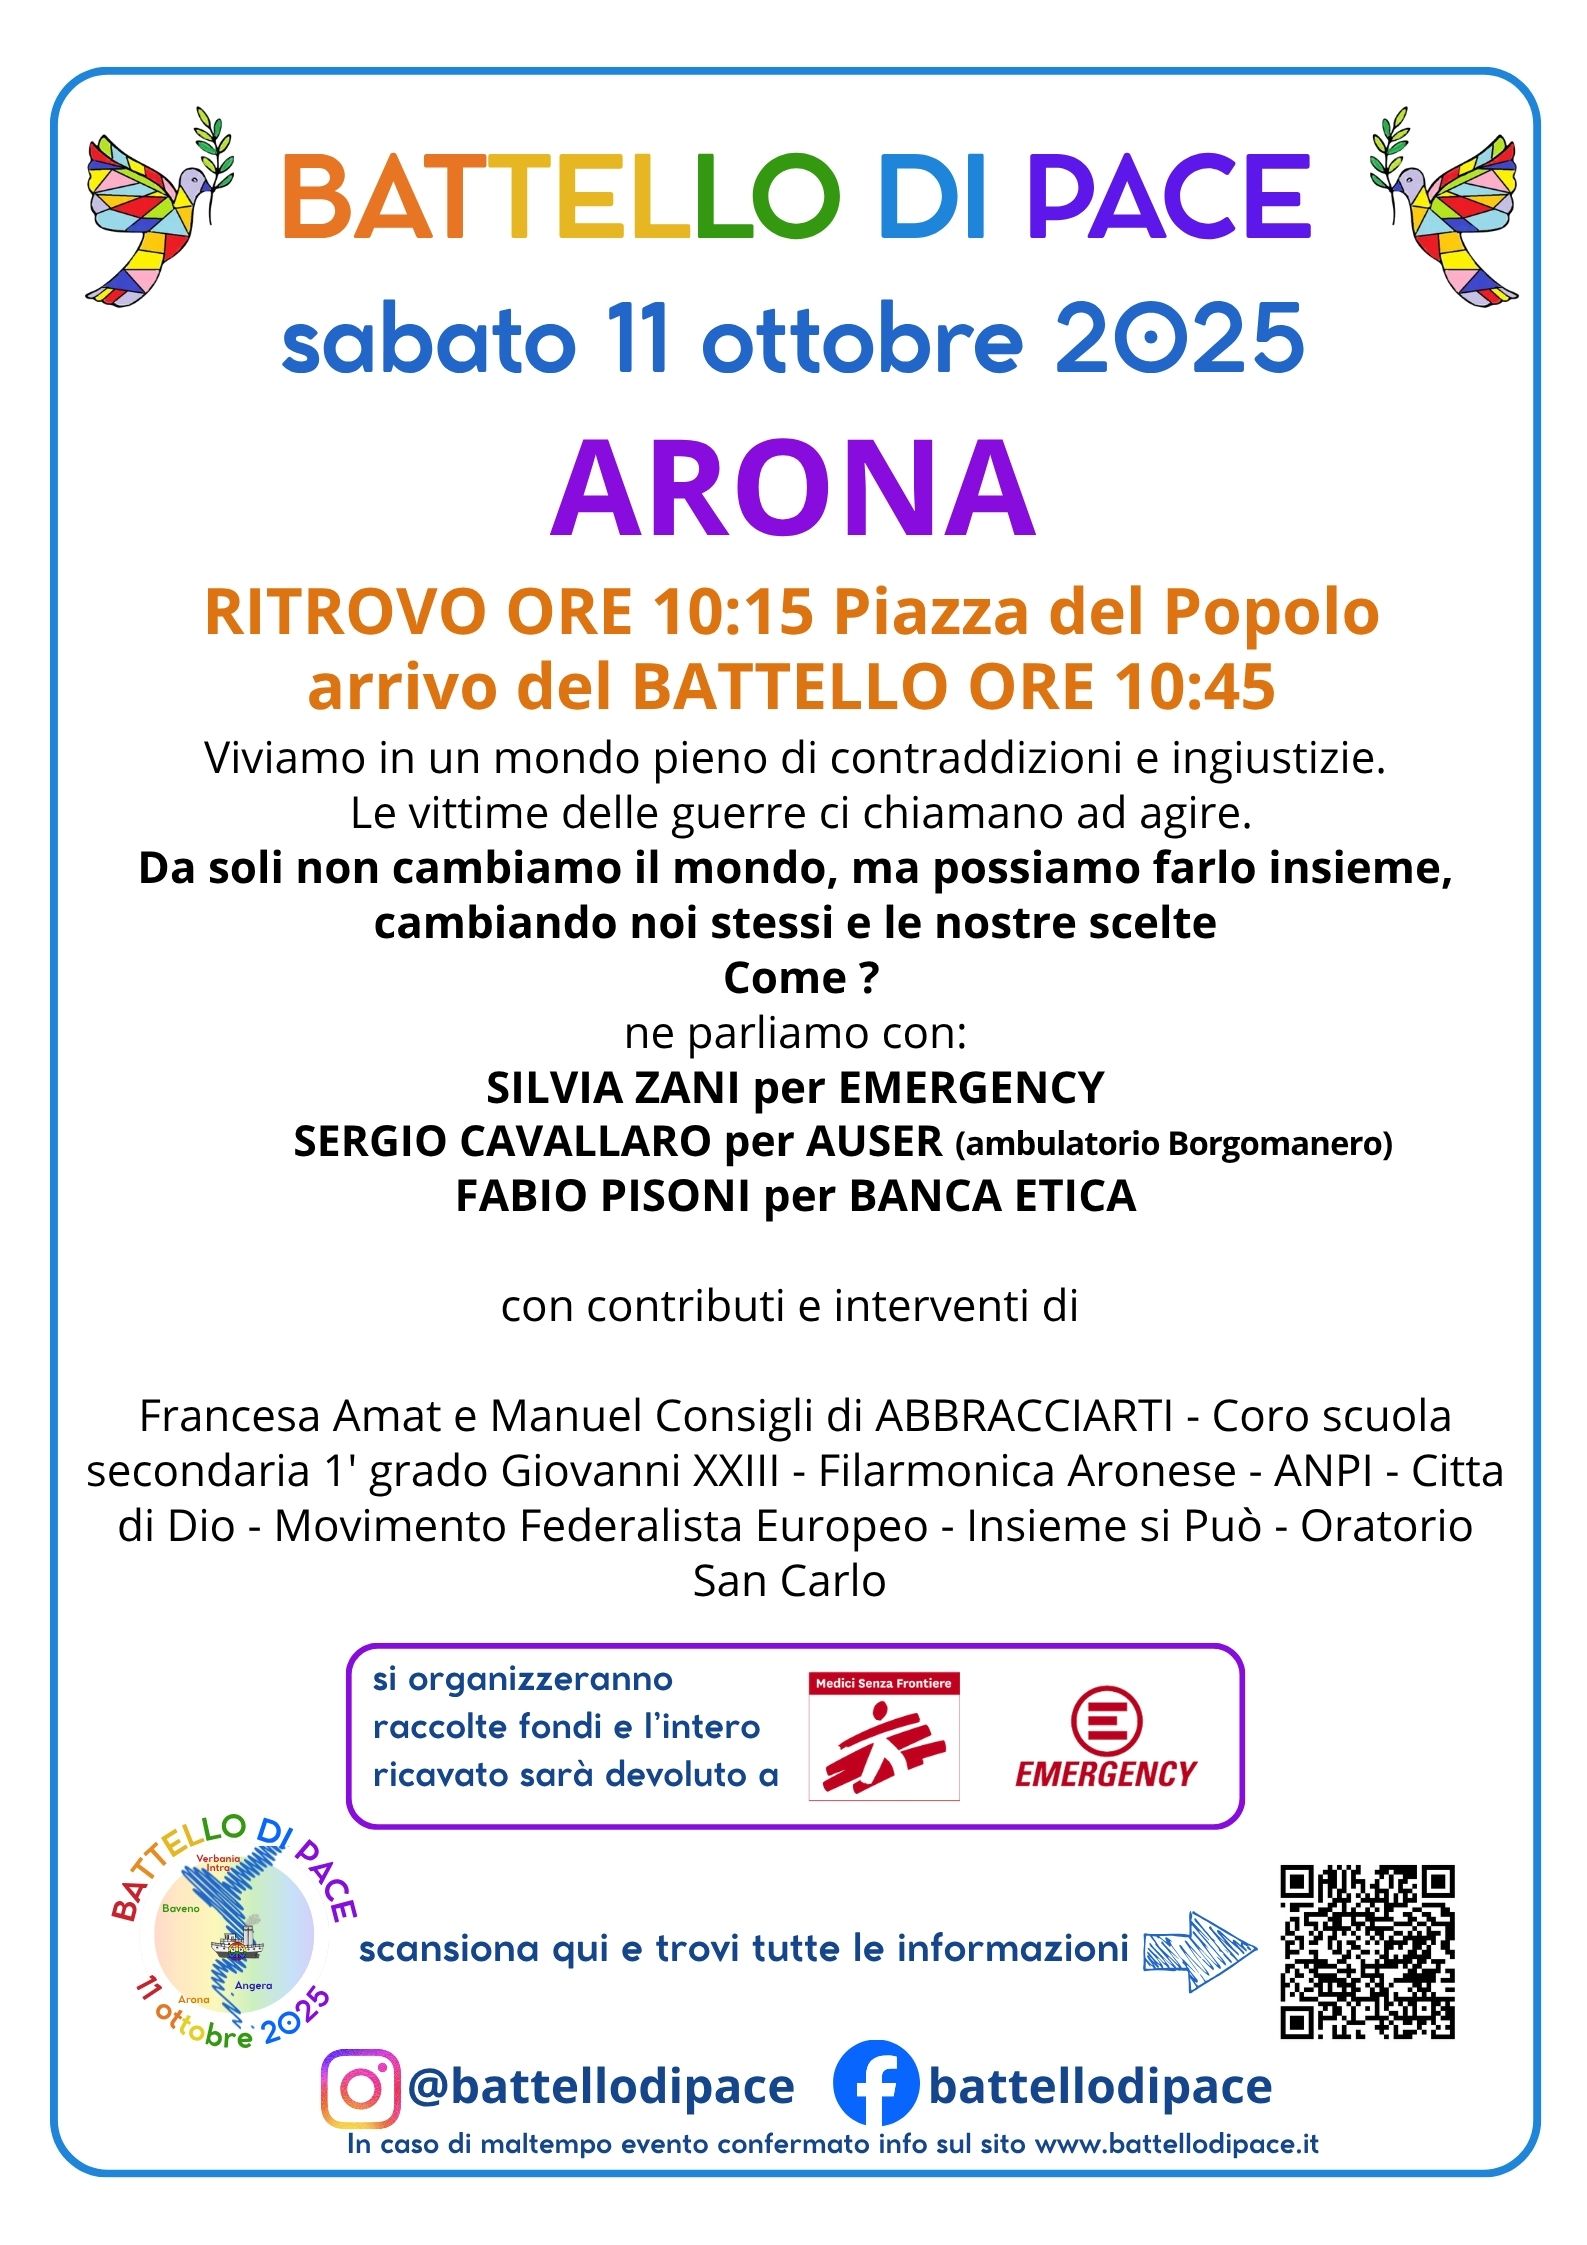 BATTELLO DI PACE
sabato 11 ottobre 2025
ARONA
RITROVO ORE 10:15 Piazza del Popolo
arrivo del BATTELLO ORE 10:45
Viviamo in un mondo pieno di contraddizioni e ingiustizie.
Le vittime delle guerre ci chiamano ad agire.
Da soli non cambiamo il mondo, ma possiamo farlo insieme,
cambiando noi stessi e le nostre scelte
Come ?
ne parliamo con:
SILVIA ZANI per EMERGENCY
SERGIO CAVALLARO per AUSER (ambulatorio Borgomanero)
FABIO PISONI per BANCA ETICA
con contributi e interventi di
Francesa Amat e Manuel Consigli di ABBRACCIARTI - Coro scuola
secondaria 1' grado Giovanni XXIII - Filarmonica Aronese - ANPI - Citta
di Dio - Movimento Federalista Europeo - Insieme si Può - Oratorio
San Carlo
si organizzeranno
raccolte fondi e l'intero
ricavato sarà devoluto a
Medici Senza Frontiere
EMERGENCY
BATTELLO DI PACE
Verbania
Intra
Baveno
Angera
Arona
11 ottobre 2025
scansiona qui e trovi tutte le informazioni
@battellodipace
battellodipace
In caso di maltempo evento confermato info sul sito www.battellodipace.it